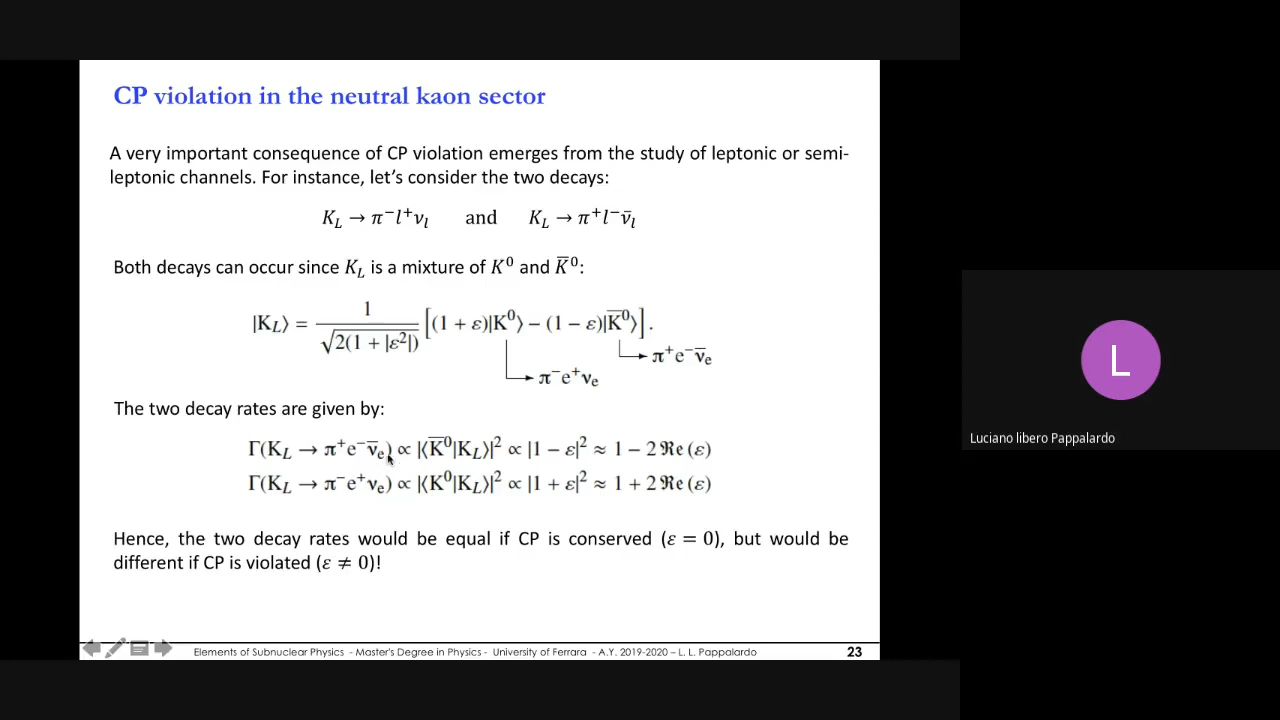 CP violation in the neutral kaon sector
A very important consequence of CP violation emerges from the study of leptonic or semi-
leptonic channels. For instance, let's consider the two decays:
K_L → π⁻l⁺ν_l and K_L → π⁺l⁻ν̄_l
Both decays can occur since K_L is a mixture of K⁰ and K̄⁰:
|K_L⟩ = 1/√(2(1 + |ε²|)) [(1 + ε)|K⁰⟩ − (1 − ε)|K̄⁰⟩].
π⁺e⁻ν̄_e
π⁻e⁺ν_e
The two decay rates are given by:
Γ(K_L → π⁺e⁻ν̄_e) ∝ |⟨K̄⁰|K_L⟩|² ∝ |1 − ε|² ≈ 1 − 2 ℜe (ε)
Γ(K_L → π⁻e⁺ν_e) ∝ |⟨K⁰|K_L⟩|² ∝ |1 + ε|² ≈ 1 + 2 ℜe (ε)
Hence, the two decay rates would be equal if CP is conserved (ε = 0), but would be
different if CP is violated (ε ≠ 0)!
Elements of Subnuclear Physics - Master's Degree in Physics - University of Ferrara - A.Y. 2019-2020 – L. L. Pappalardo 23
L
Luciano libero Pappalardo